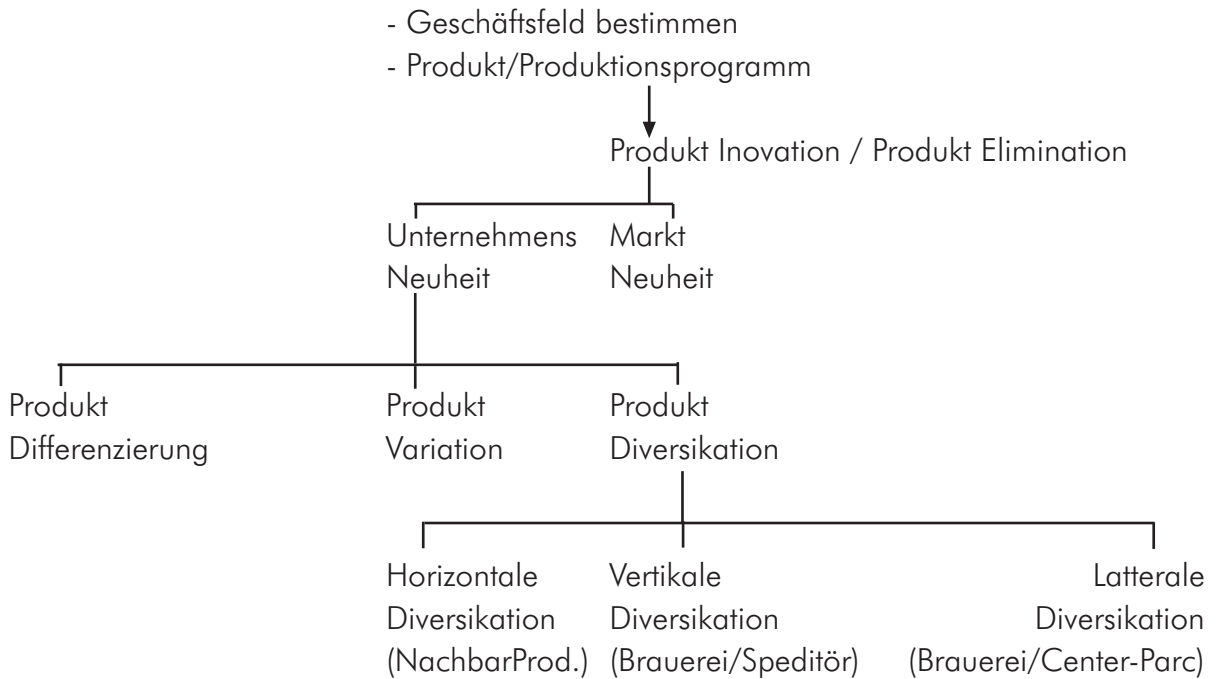 - Geschäftsfeld bestimmen
- Produkt/Produktionsprogramm
Produkt Inovation / Produkt Elimination
Unternehmens
Neuheit
Markt
Neuheit
Produkt
Differenzierung
Produkt
Variation
Produkt
Diversikation
Horizontale
Diversikation
(NachbarProd.)
Vertikale
Diversikation
(Brauerei/Speditör)
Latterale
Diversikation
(Brauerei/Center-Parc)